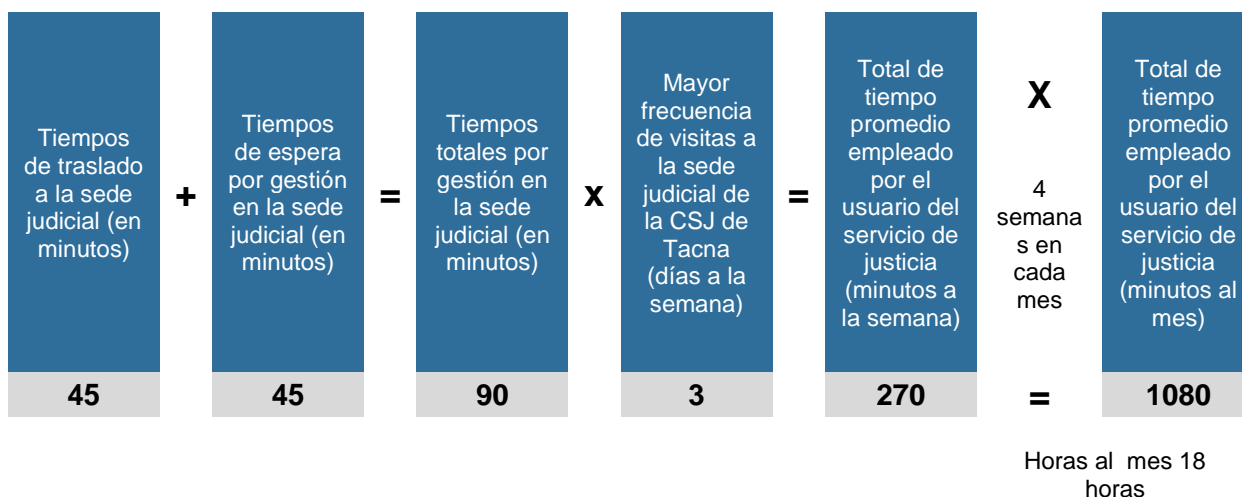 Tiempos
de traslado
a la sede
judicial (en
minutos)
+
Tiempos
de espera
por gestión
en la sede
judicial (en
minutos)
=
Tiempos
totales por
gestión en
la sede
judicial (en
minutos)
x
Mayor
frecuencia
de visitas a
la sede
judicial de
la CSJ de
Tacna
(días a la
semana)
=
Total de
tiempo
promedio
empleado
por el
usuario del
servicio de
justicia
(minutos a
la semana)
X
4
semana
s en
cada
mes
Total de
tiempo
promedio
empleado
por el
usuario del
servicio de
justicia
(minutos al
mes)
45
45
90
3
270
=
1080
Horas al mes 18
horas